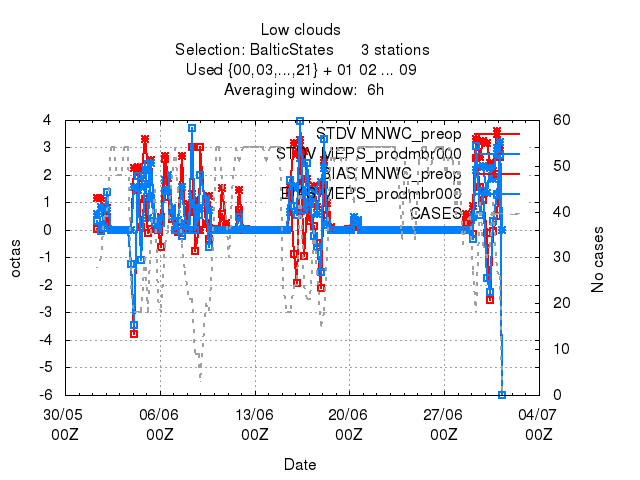 Low clouds
Selection: BalticStates 3 stations
Used {00,03,...,21} + 01 02 ... 09
Averaging window: 6h
4
3
2
1
0
-1
-2
-3
-4
-5
-6
octas
60
50
40
30
20
10
0
No cases
STDV MNWC_preop
STDV MEPS_prodmbr000
BIAS MNWC_preop
BIAS MEPS_prodmbr000
CASES
30/05 06/06 13/06 20/06 27/06 04/07
00Z 00Z 00Z 00Z 00Z 00Z
Date